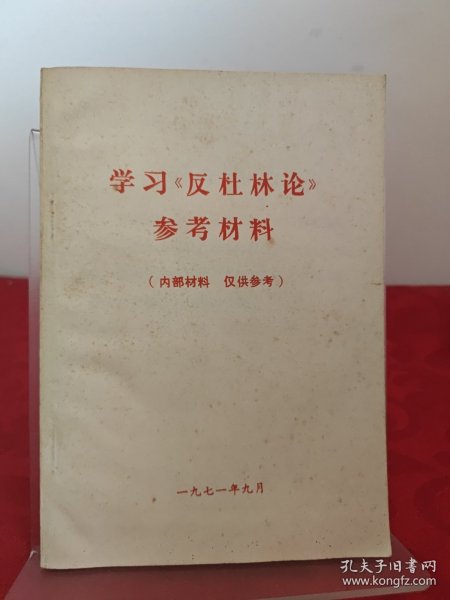 学习《反杜林论》
参考材料
（内部材料　仅供参考）
一九七一年九月
孔夫子旧书网
www.kongfz.com